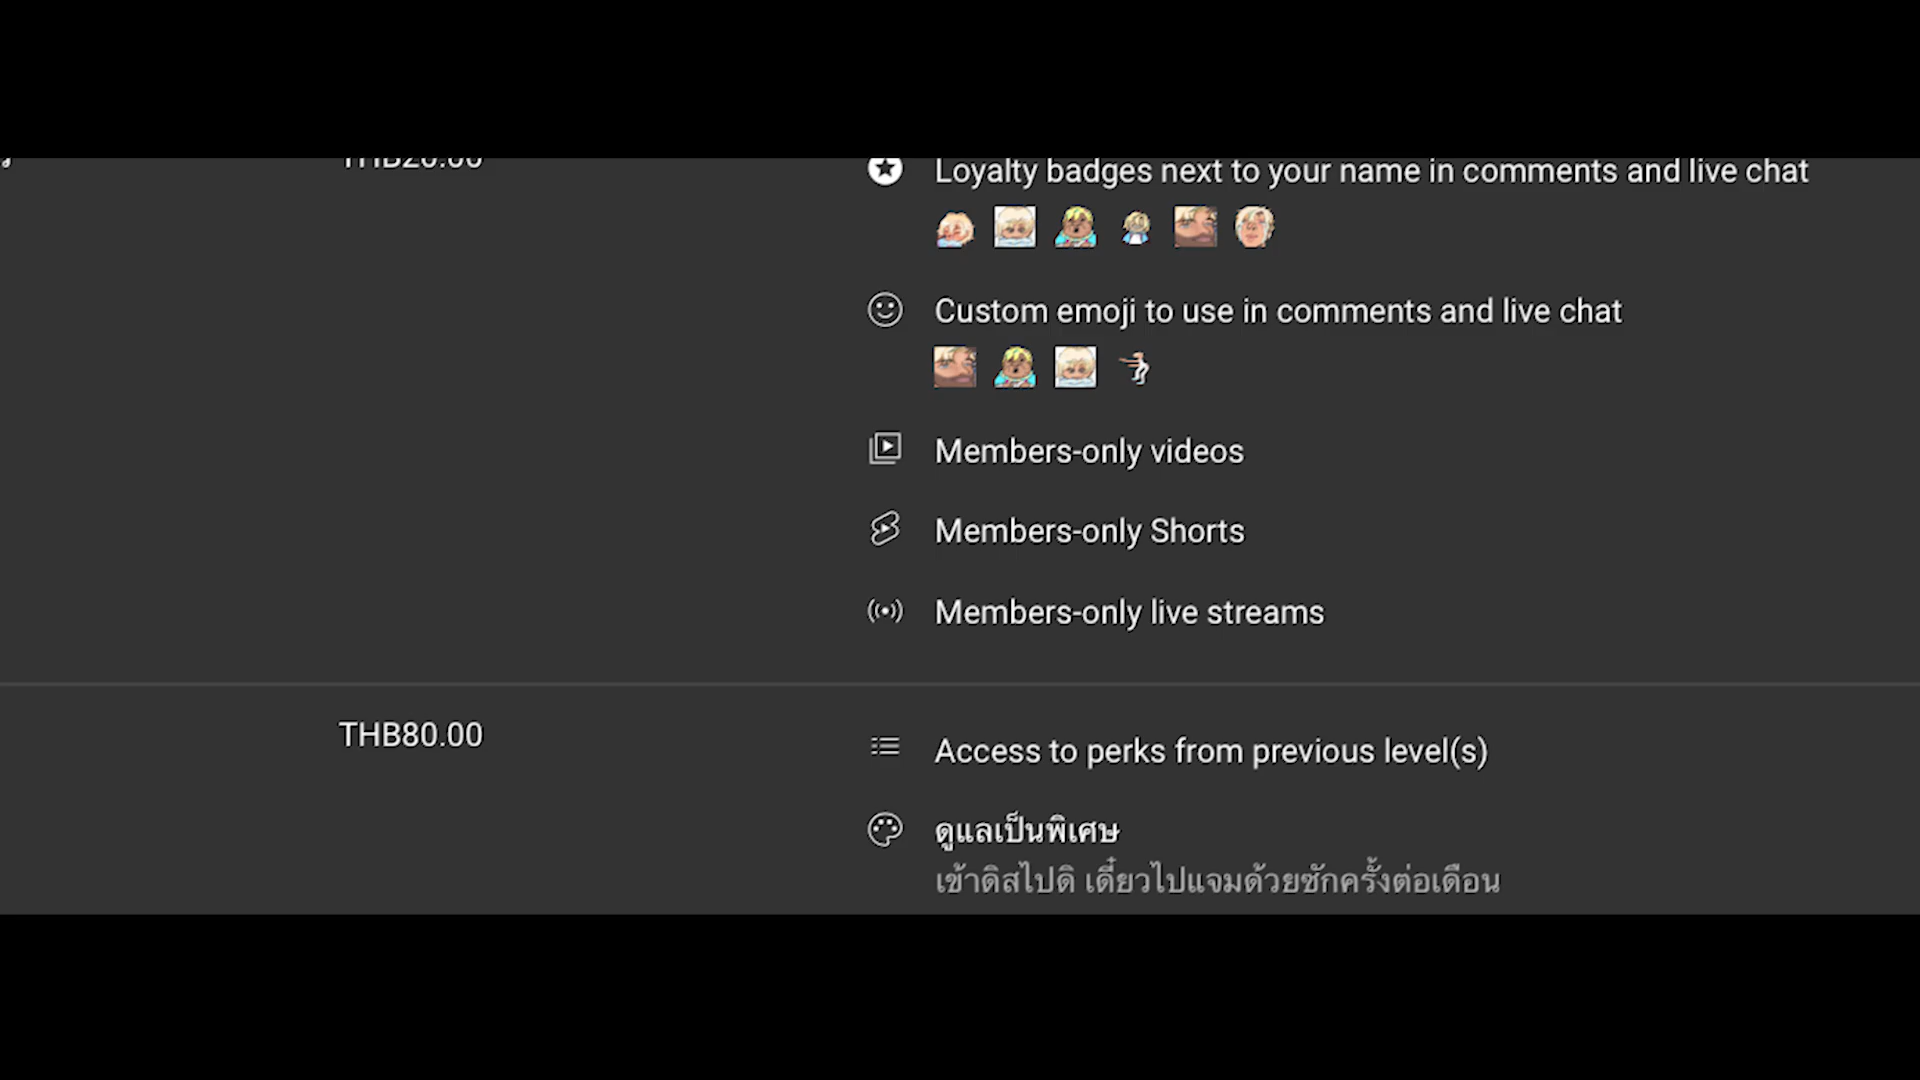 THB20.00
Loyalty badges next to your name in comments and live chat
Custom emoji to use in comments and live chat
Members-only videos
Members-only Shorts
Members-only live streams
THB80.00
Access to perks from previous level(s)
ดูแลเป็นพิเศษ
เข้าดิสไปดิ เดี๋ยวไปแจมด้วยซักครั้งต่อเดือน